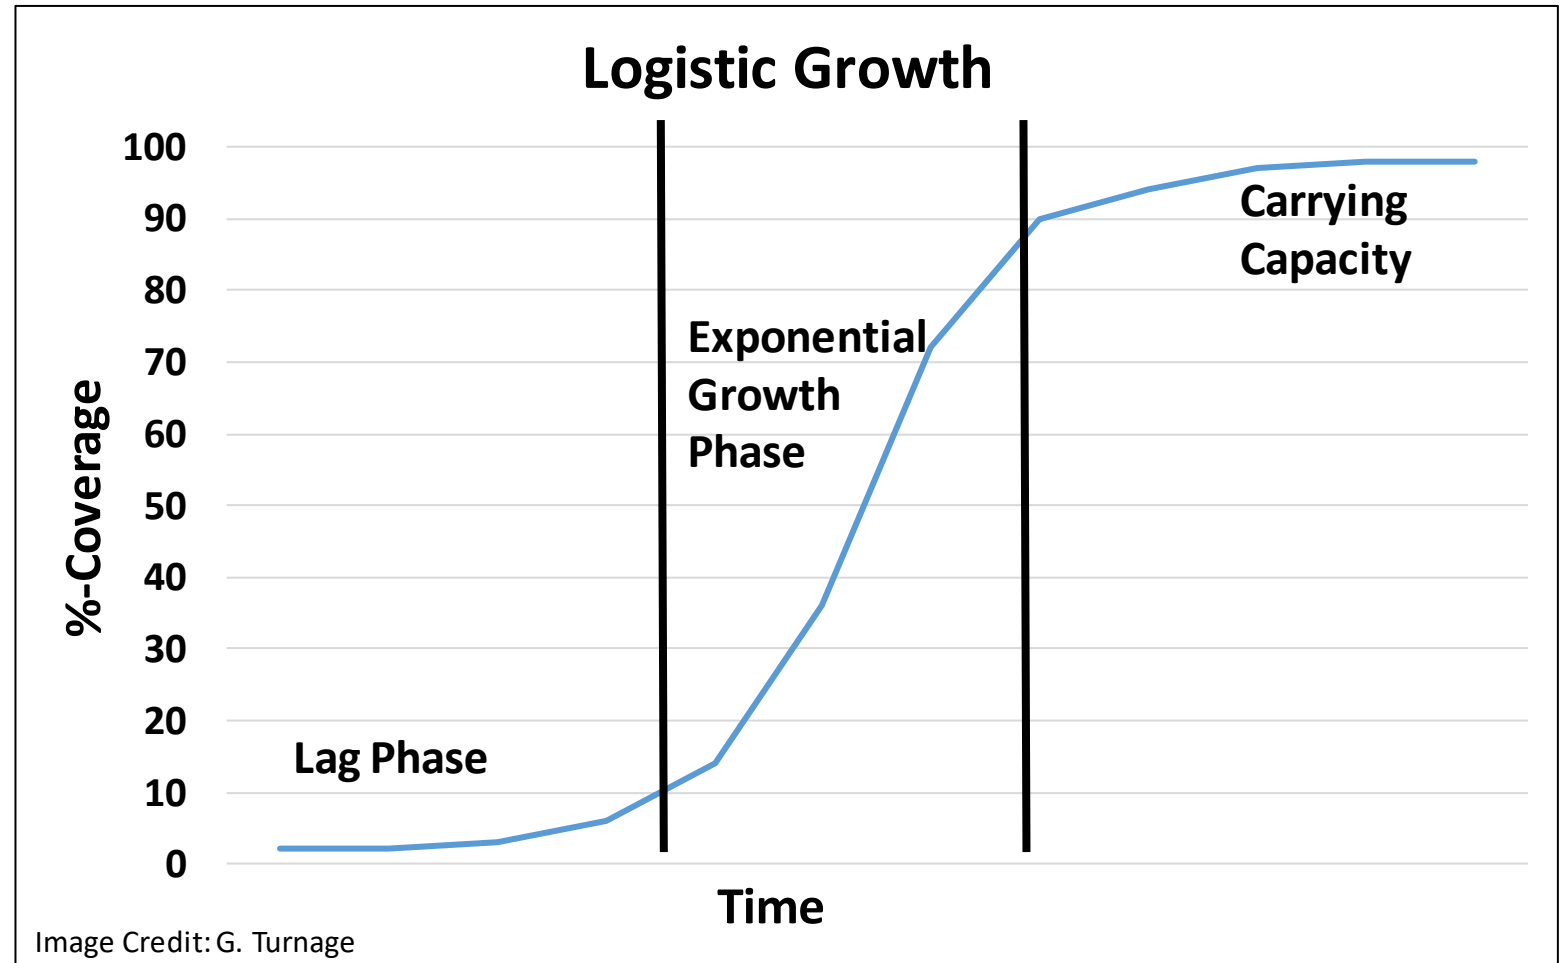 Logistic Growth
100
90
80
70
60
50
40
30
20
10
0
%-Coverage
Lag Phase
Exponential
Growth
Phase
Carrying
Capacity
Time
Image Credit: G. Turnage